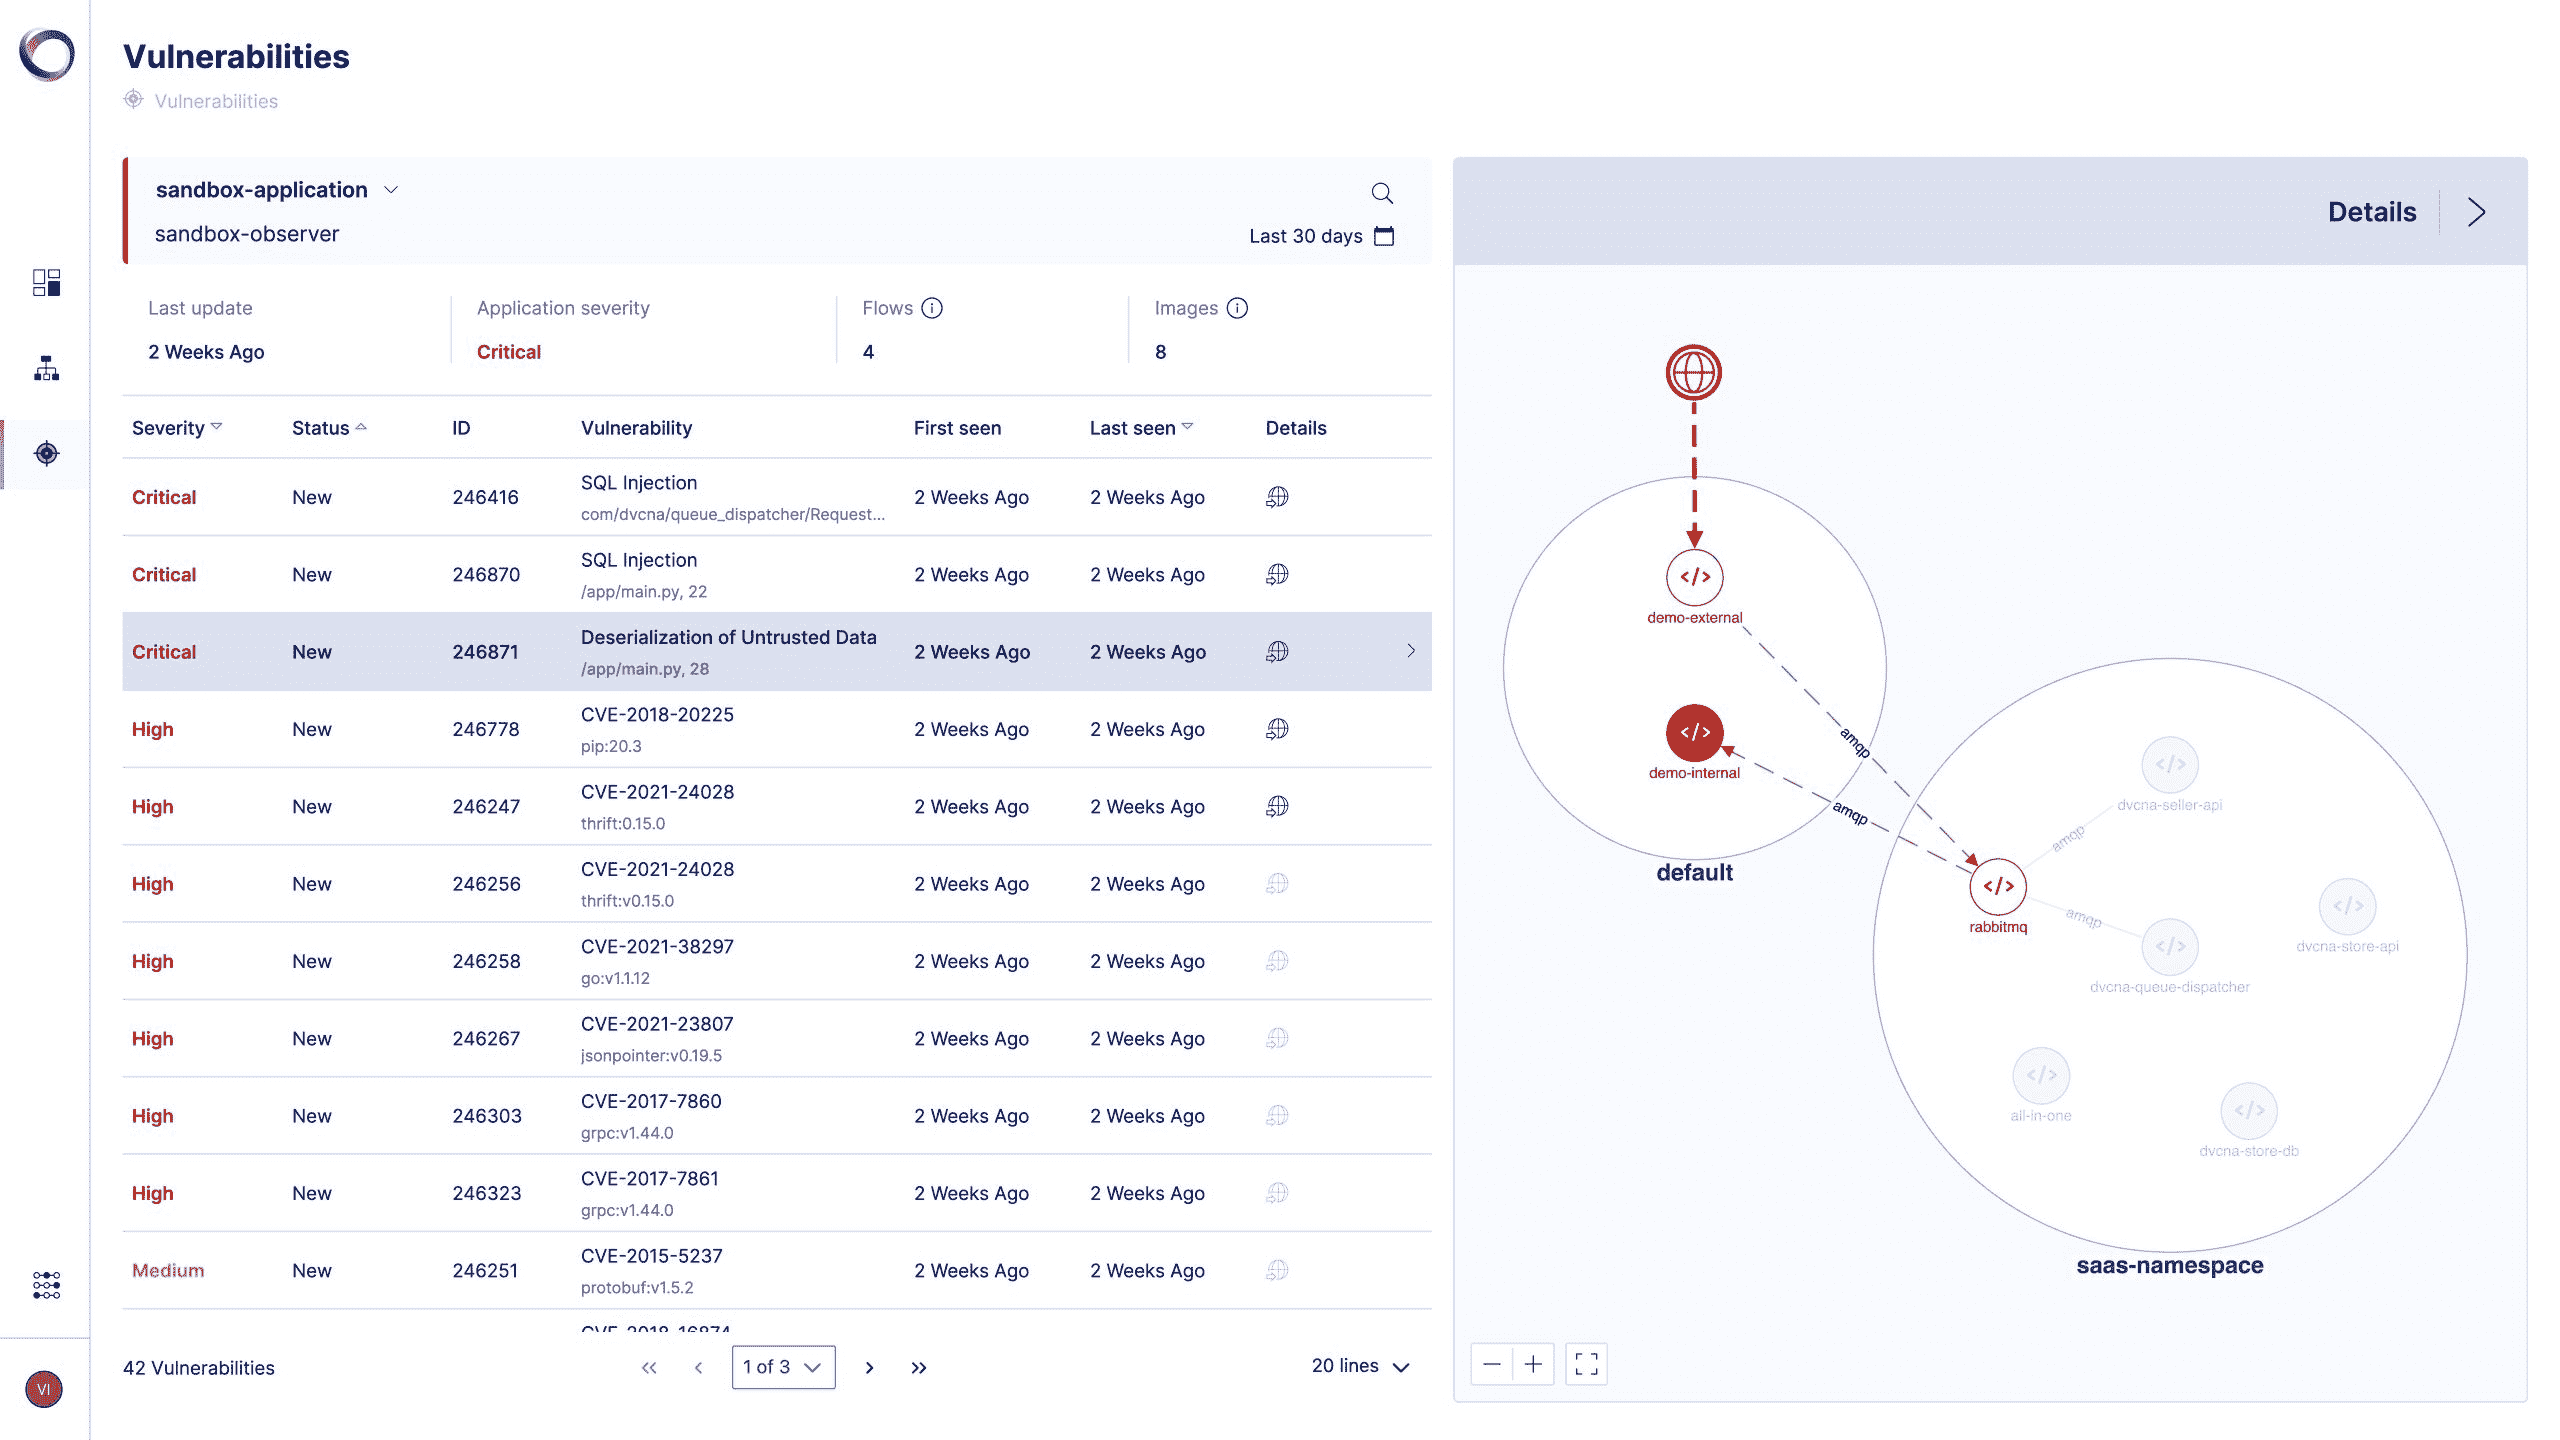 Vulnerabilities
Vulnerabilities
sandbox-application
sandbox-observer
Last 30 days
Last update
2 Weeks Ago
Application severity
Critical
Flows
4
Images
8
Severity Status ID Vulnerability First seen Last seen Details
Critical New 246416 SQL Injection 2 Weeks Ago 2 Weeks Ago
com/dvcna/queue_dispatcher/Request...
Critical New 246870 SQL Injection 2 Weeks Ago 2 Weeks Ago
/app/main.py, 22
Critical New 246871 Deserialization of Untrusted Data 2 Weeks Ago 2 Weeks Ago
/app/main.py, 28
High New 246778 CVE-2018-20225 2 Weeks Ago 2 Weeks Ago
pip:20.3
High New 246247 CVE-2021-24028 2 Weeks Ago 2 Weeks Ago
thrift:0.15.0
High New 246256 CVE-2021-24028 2 Weeks Ago 2 Weeks Ago
thrift:v0.15.0
High New 246258 CVE-2021-38297 2 Weeks Ago 2 Weeks Ago
go:v1.1.12
High New 246267 CVE-2021-23807 2 Weeks Ago 2 Weeks Ago
jsonpointer:v0.19.5
High New 246303 CVE-2017-7860 2 Weeks Ago 2 Weeks Ago
grpc:v1.44.0
High New 246323 CVE-2017-7861 2 Weeks Ago 2 Weeks Ago
grpc:v1.44.0
Medium New 246251 CVE-2015-5237 2 Weeks Ago 2 Weeks Ago
protobuf:v1.5.2
CVE-2018-16874
42 Vulnerabilities
1 of 3
20 lines
VI
Details
</>
demo-external
</>
demo-internal
default
amqp
amqp
</>
rabbitmq
amqp
amqp
</>
dvcna-seller-api
</>
dvcna-store-api
</>
dvcna-queue-dispatcher
</>
all-in-one
</>
dvcna-store-db
saas-namespace